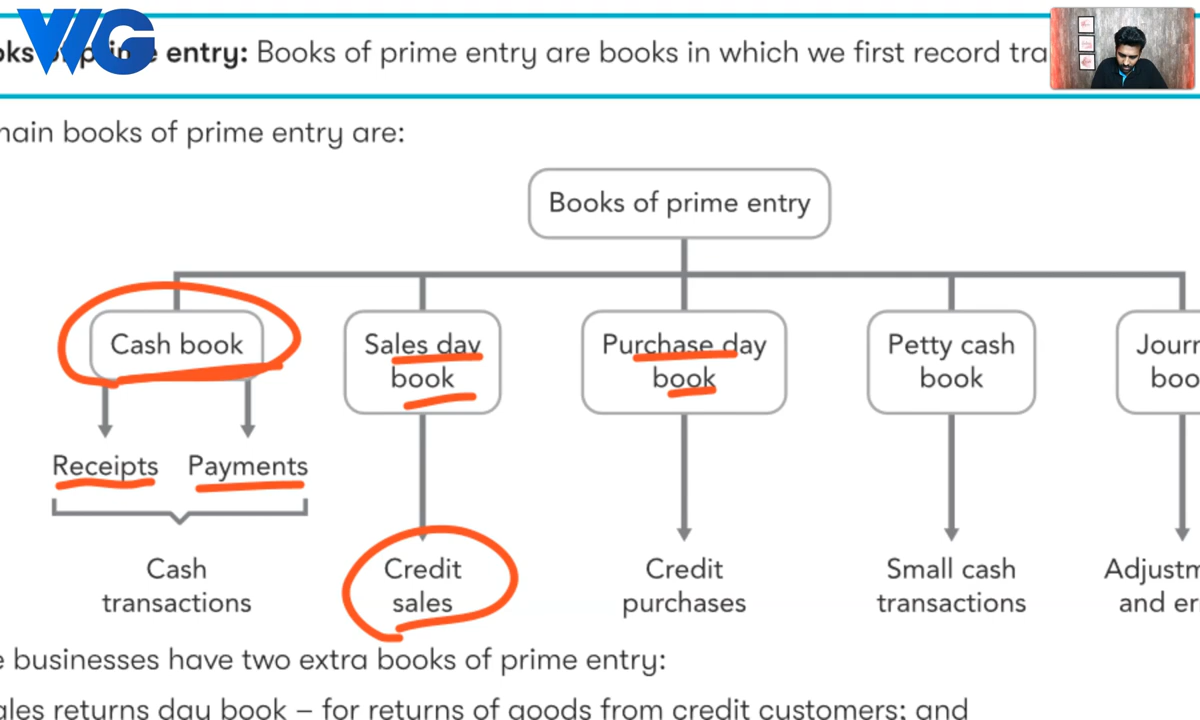 WG
entry: Books of prime entry are books in which we first record
books of prime entry are:
Books of prime entry
Cash book
Sales day
book
Purchase day
book
Petty cash
book
Receipts
Payments
Cash
transactions
Credit
sales
Credit
purchases
Small cash
transactions
and
businesses have two extra books of prime entry:
returns day book – for returns of goods from credit customers; and